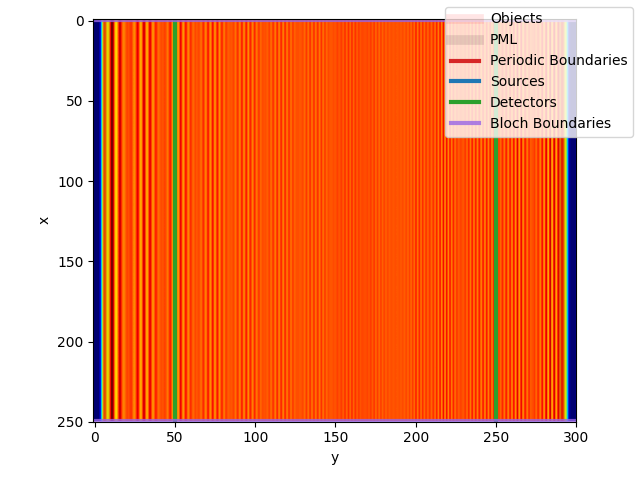 Objects
PML
Periodic Boundaries
Sources
Detectors
Bloch Boundaries
0
50
100
150
200
250
x
0 50 100 150 200 250 300
y